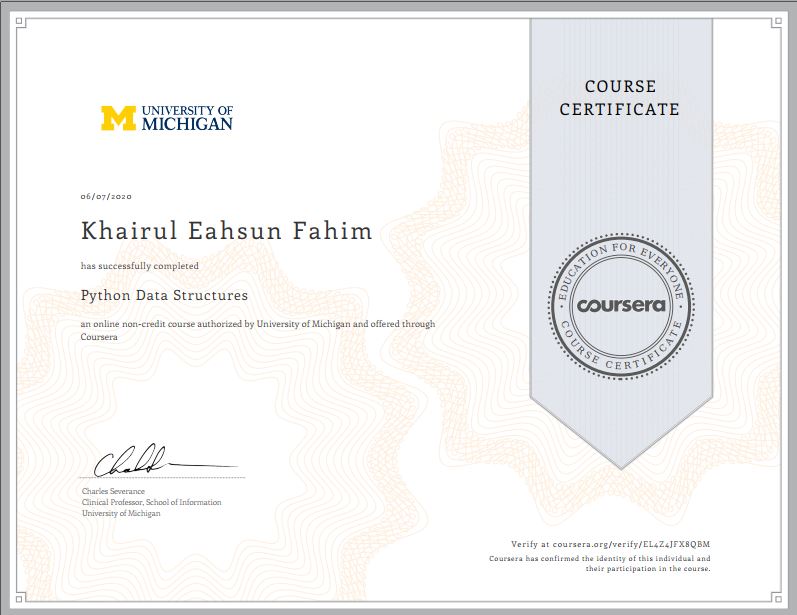 UNIVERSITY OF
MICHIGAN
COURSE
CERTIFICATE
06/07/2020
Khairul Eahsun Fahim
has successfully completed
Python Data Structures
an online non-credit course authorized by University of Michigan and offered through
Coursera
EDUCATION FOR EVERYONE
coursera
COURSE CERTIFICATE
Charles Severance
Clinical Professor, School of Information
University of Michigan
Verify at coursera.org/verify/EL4Z4JFX8QBM
Coursera has confirmed the identity of this individual and
their participation in the course.